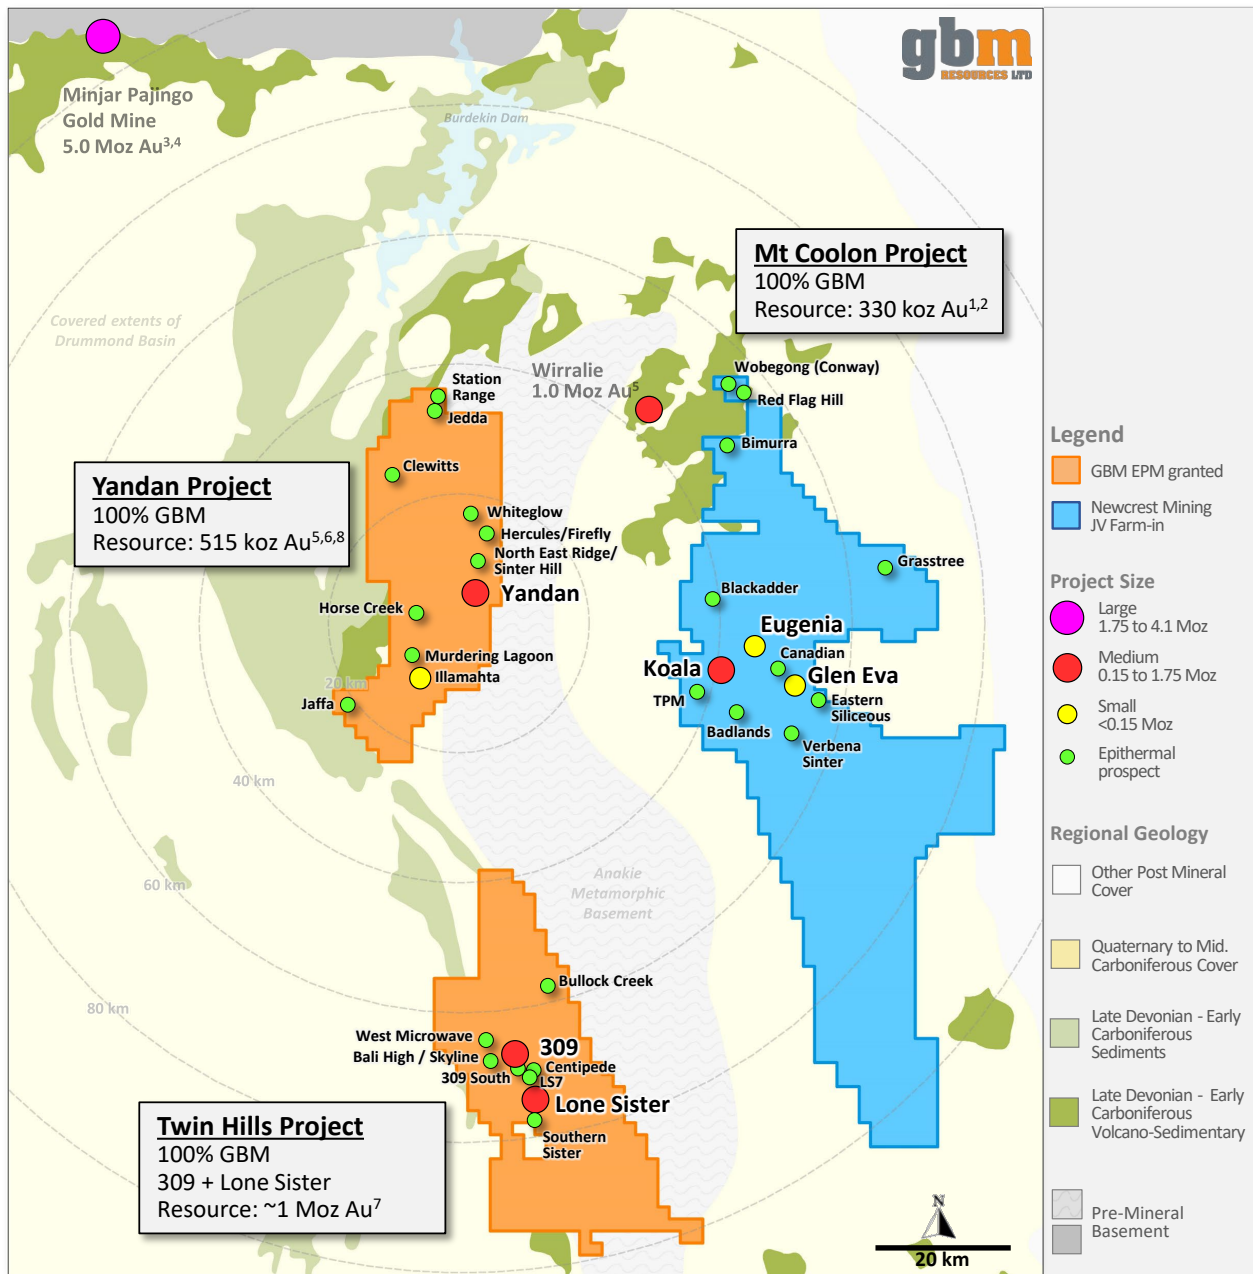 gbm
RESOURCES LTD
Minjar Pajingo
Gold Mine
5.0 Moz Au3,4
Burdekin Dam
Mt Coolon Project
100% GBM
Resource: 330 koz Au1,2
Covered extents of
Drummond Basin
Wirralie
1.0 Moz Au5
Wobegong (Conway)
Red Flag Hill
Bimurra
Station
Range
Jedda
Clewitts
Yandan Project
100% GBM
Resource: 515 koz Au5,6,8
Whiteglow
Hercules/Firefly
North East Ridge/
Sinter Hill
Yandan
Horse Creek
Murdering Lagoon
Illamahta
20 km
Jaffa
Grasstree
Blackadder
Eugenia
Canadian
Koala
Glen Eva
TPM
Eastern
Siliceous
Badlands
Verbena
Sinter
40 km
60 km
80 km
Anakie
Metamorphic
Basement
Bullock Creek
West Microwave
309
Bali High / Skyline
Centipede
309 South
LS7
Lone Sister
Southern
Sister
Twin Hills Project
100% GBM
309 + Lone Sister
Resource: ~1 Moz Au7
N
20 km
Legend
GBM EPM granted
Newcrest Mining
JV Farm-in
Project Size
Large
1.75 to 4.1 Moz
Medium
0.15 to 1.75 Moz
Small
<0.15 Moz
Epithermal
prospect
Regional Geology
Other Post Mineral
Cover
Quaternary to Mid.
Carboniferous Cover
Late Devonian - Early
Carboniferous
Sediments
Late Devonian - Early
Carboniferous
Volcano-Sedimentary
Pre-Mineral
Basement